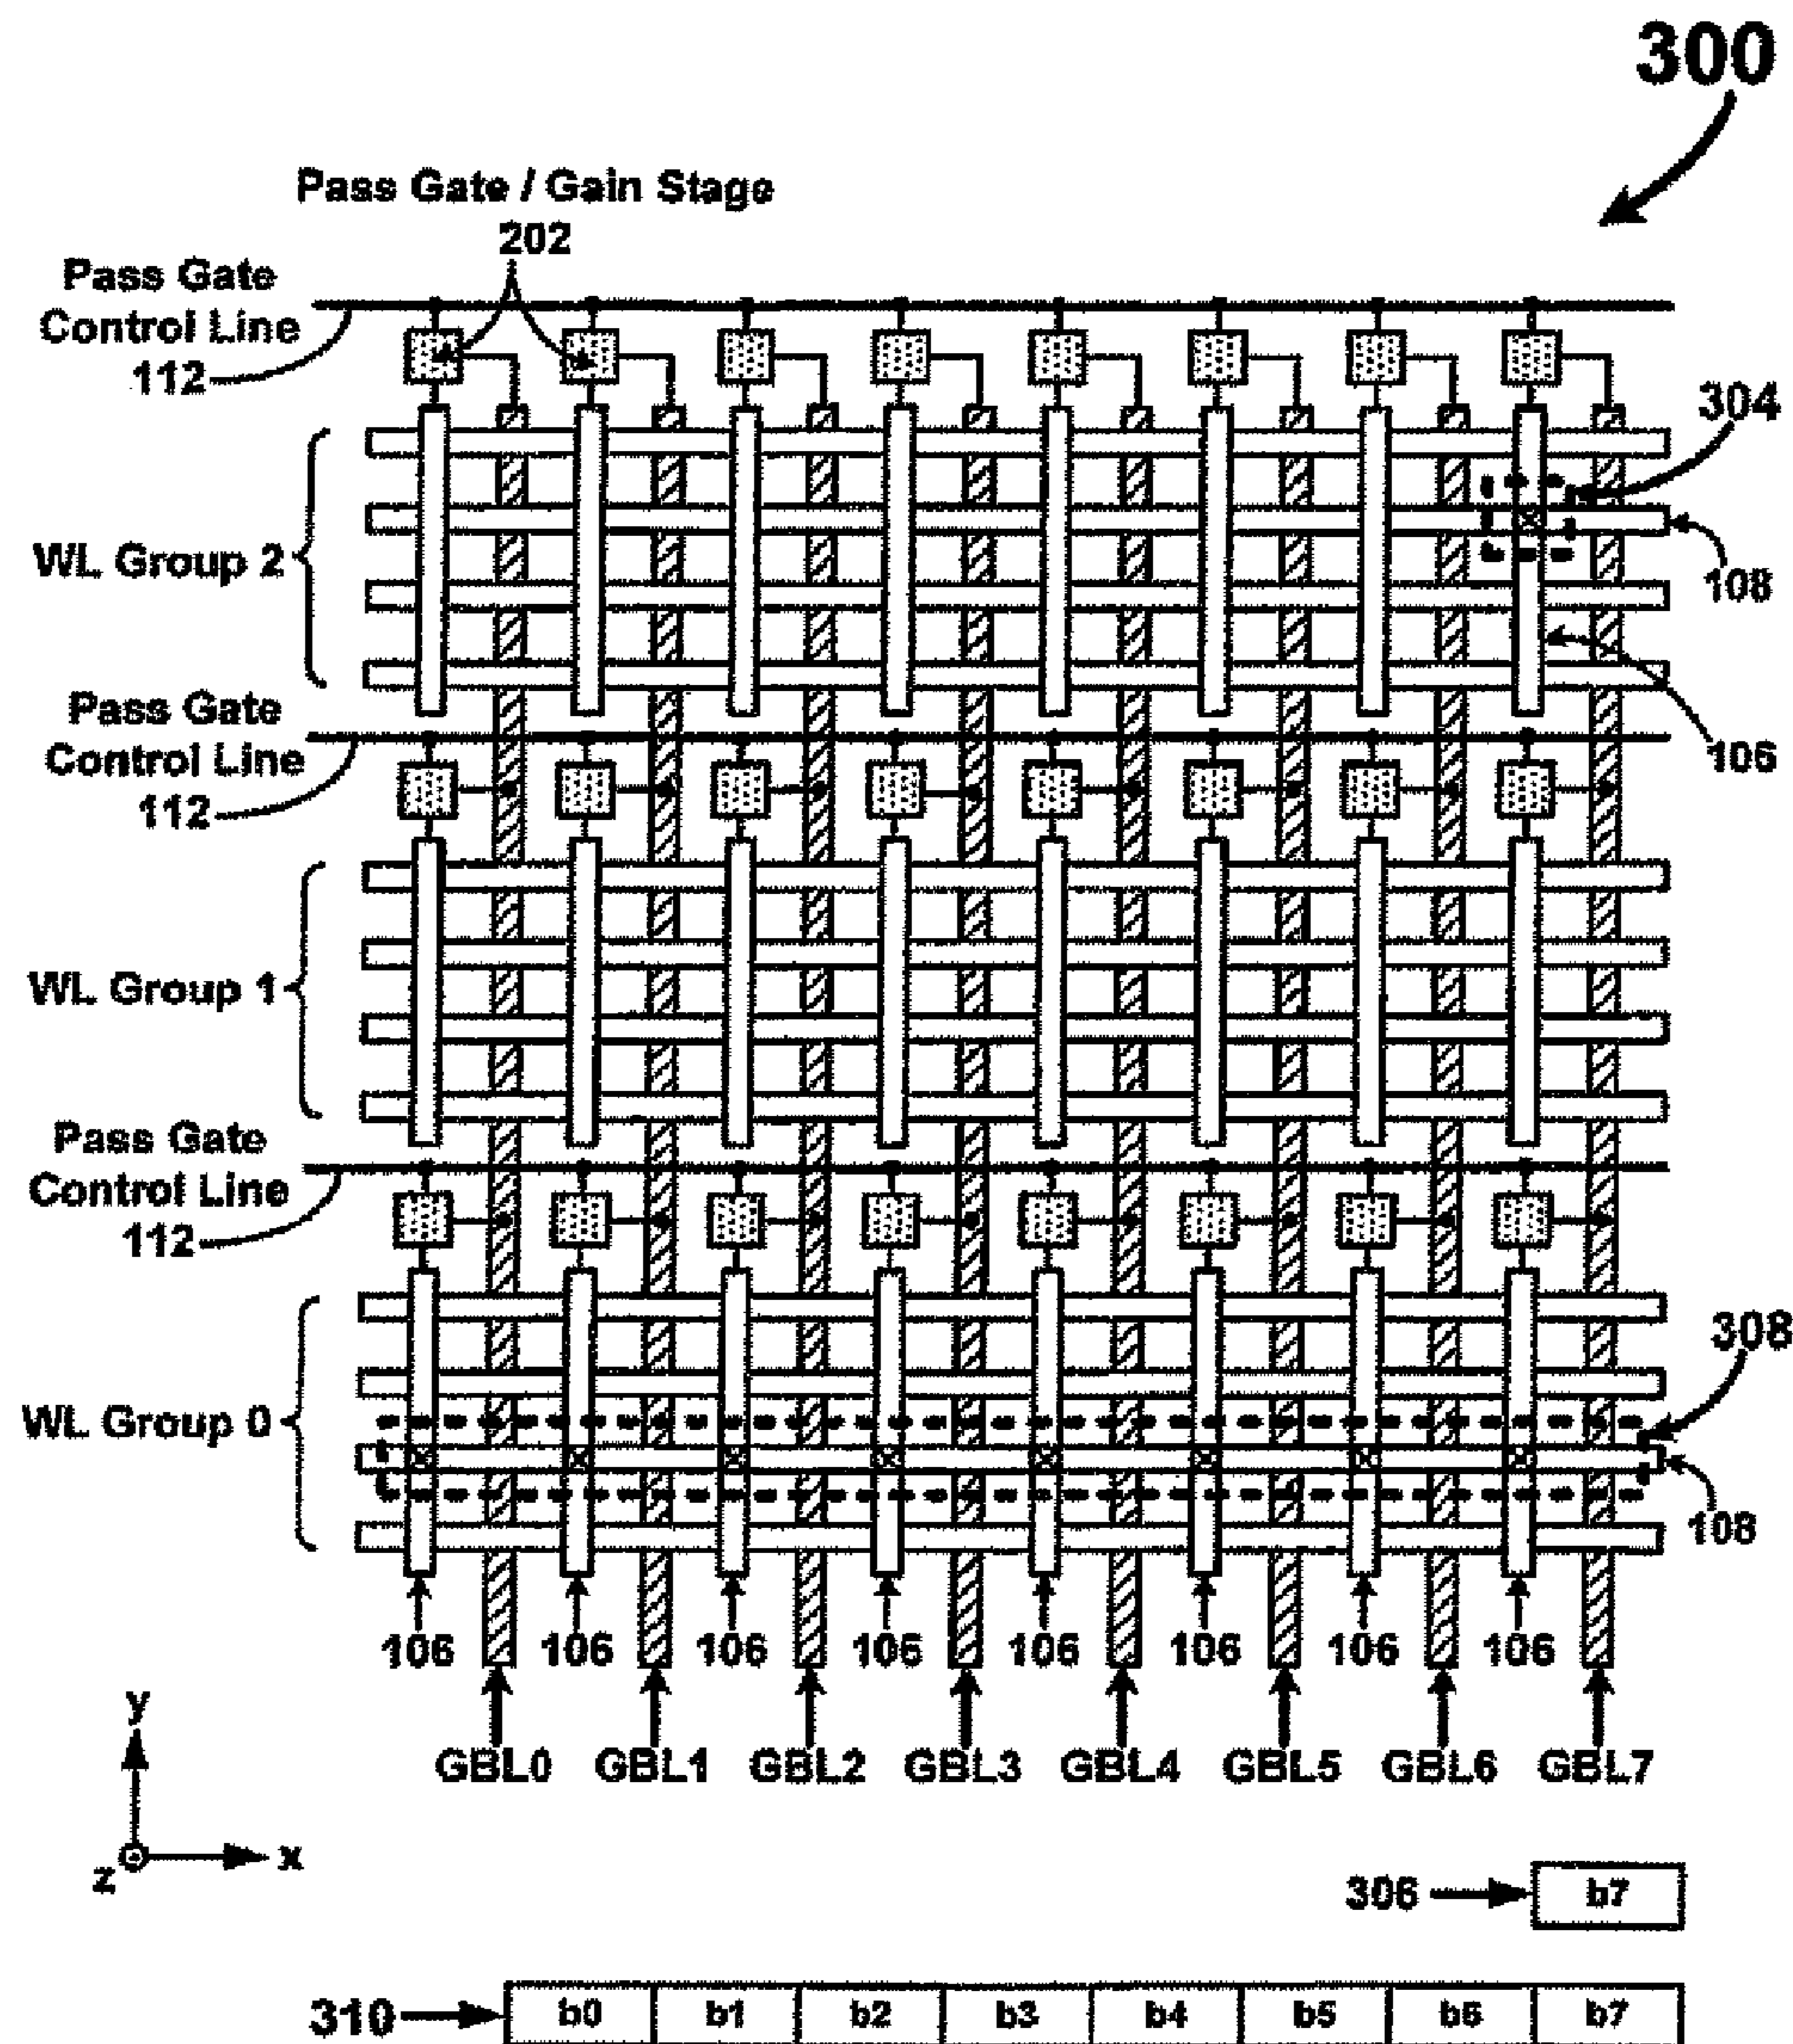 300
Pass Gate / Gain Stage
202
Pass Gate
Control Line
112
304
WL Group 2
108
106
Pass Gate
Control Line
112
WL Group 1
Pass Gate
Control Line
112
308
WL Group 0
108
106 106 106 106 106 106 106 106
GBL0 GBL1 GBL2 GBL3 GBL4 GBL5 GBL6 GBL7
y
z x
306 b7
310 b0 b1 b2 b3 b4 b5 b6 b7